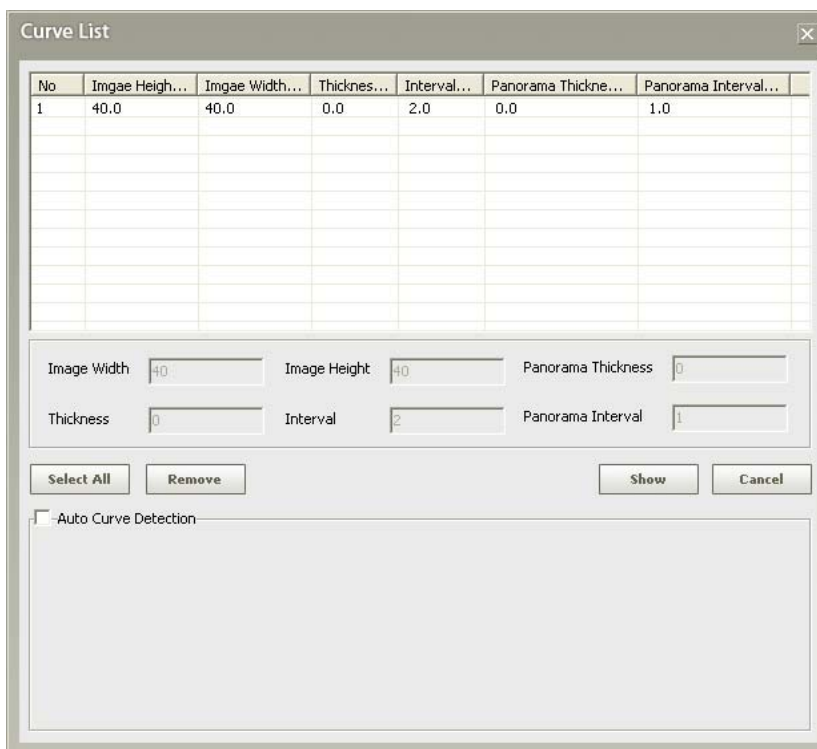 Curve List
No Imgae Heigh... Imgae Width... Thicknes... Interval... Panorama Thickne... Panorama Interval...
1 40.0 40.0 0.0 2.0 0.0 1.0
Image Width 40 Image Height 40 Panorama Thickness 0
Thickness 0 Interval 2 Panorama Interval 1
Select All Remove Show Cancel
Auto Curve Detection